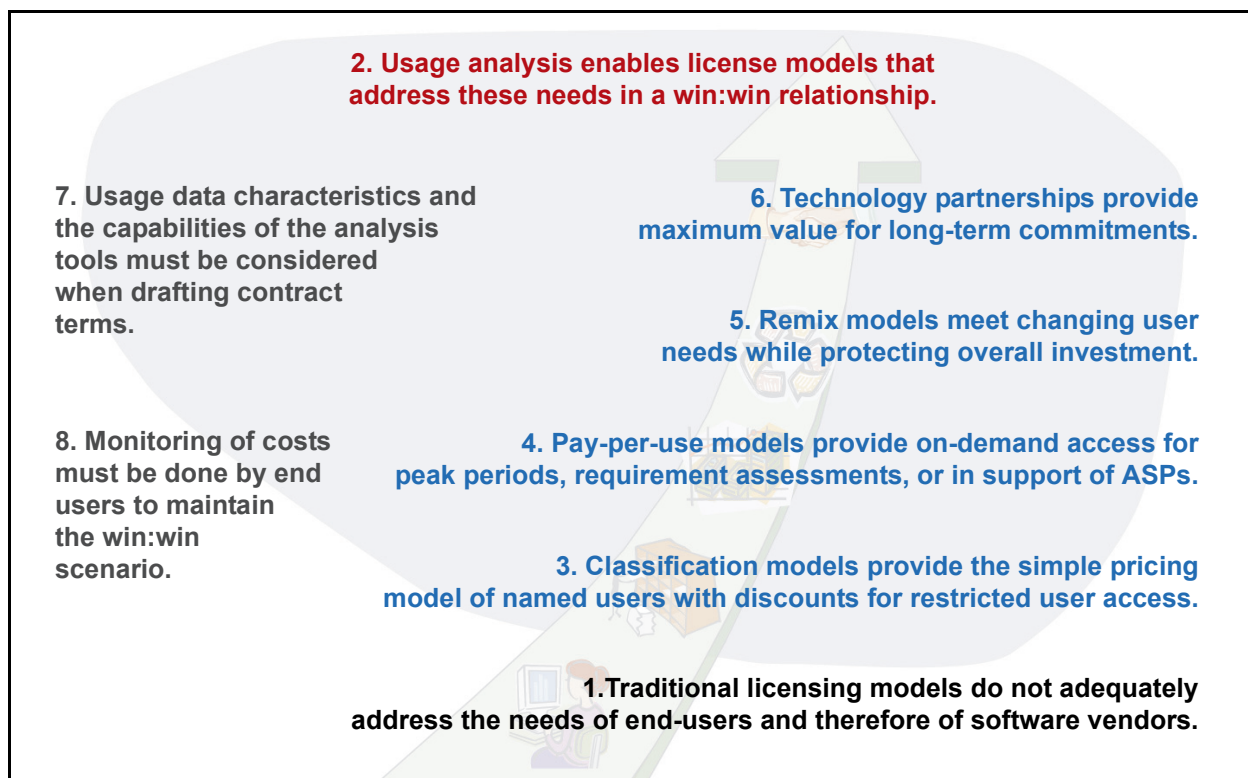 2. Usage analysis enables license models that
address these needs in a win:win relationship.
7. Usage data characteristics and
the capabilities of the analysis
tools must be considered
when drafting contract
terms.
6. Technology partnerships provide
maximum value for long-term commitments.
5. Remix models meet changing user
needs while protecting overall investment.
8. Monitoring of costs
must be done by end
users to maintain
the win:win
scenario.
4. Pay-per-use models provide on-demand access for
peak periods, requirement assessments, or in support of ASPs.
3. Classification models provide the simple pricing
model of named users with discounts for restricted user access.
1.Traditional licensing models do not adequately
address the needs of end-users and therefore of software vendors.